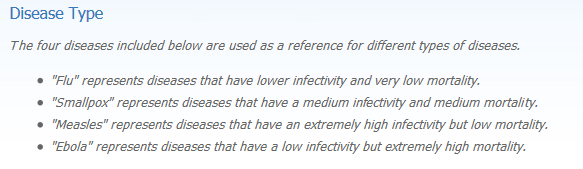 Disease Type
The four diseases included below are used as a reference for different types of diseases.
• "Flu" represents diseases that have lower infectivity and very low mortality.
• "Smallpox" represents diseases that have a medium infectivity and medium mortality.
• "Measles" represents diseases that have an extremely high infectivity but low mortality.
• "Ebola" represents diseases that have a low infectivity but extremely high mortality.